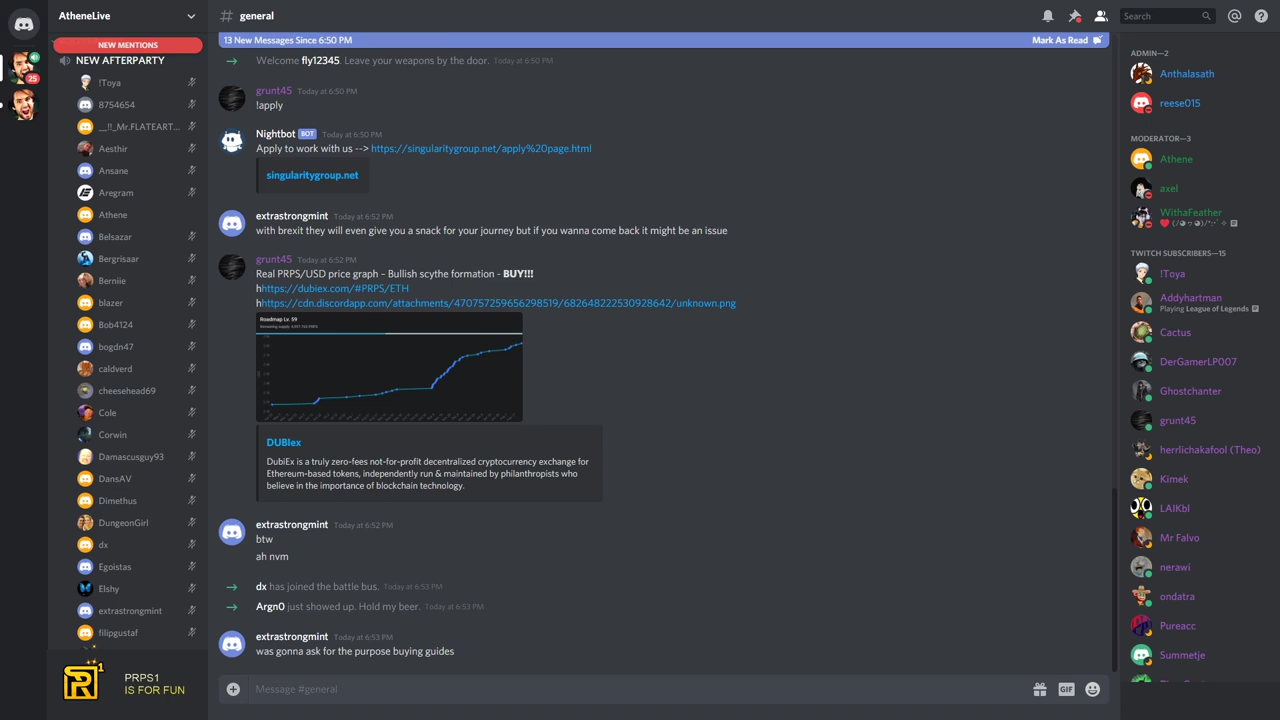 AtheneLive
NEW MENTIONS
25
NEW AFTERPARTY
!Toya
8754654
__!!_Mr.FLATEART...
Aesthir
Ansane
Aregram
Athene
Belsazar
Bergrisaar
Berniie
blazer
Bob4124
bogdn47
caldverd
cheesehead69
Cole
Corwin
Damascusguy93
DansAV
Dimethus
DungeonGirl
dx
Egoistas
Elshy
extrastrongmint
filipgustaf
PRPS1
IS FOR FUN
# general
Search
13 New Messages Since 6:50 PM
Mark As Read
Welcome fly12345. Leave your weapons by the door. Today at 6:50 PM
grunt45 Today at 6:50 PM
!apply
Nightbot BOT Today at 6:50 PM
Apply to work with us --> https://singularitygroup.net/apply%20page.html
singularitygroup.net
extrastrongmint Today at 6:52 PM
with brexit they will even give you a snack for your journey but if you wanna come back it might be an issue
grunt45 Today at 6:52 PM
Real PRPS/USD price graph – Bullish scythe formation - BUY!!!
hhttps://dubiex.com/#PRPS/ETH
hhttps://cdn.discordapp.com/attachments/470757259656298519/682648222530928642/unknown.png
Roadmap Lv. 59
DUBIex
DubiEx is a truly zero-fees not-for-profit decentralized cryptocurrency exchange for
Ethereum-based tokens, independently run & maintained by philanthropists who
believe in the importance of blockchain technology.
extrastrongmint Today at 6:52 PM
btw
ah nvm
dx has joined the battle bus. Today at 6:53 PM
Argn0 just showed up. Hold my beer. Today at 6:53 PM
extrastrongmint Today at 6:53 PM
was gonna ask for the purpose buying guides
Message #general
GIF
ADMIN—2
Anthalasath
reese015
MODERATOR—3
Athene
axel
WithaFeather
TWITCH SUBSCRIBERS—15
!Toya
Addyhartman
Playing League of Legends
Cactus
DerGamerLP007
Ghostchanter
grunt45
herrlichakafool (Theo)
Kimek
LAIKbl
Mr Falvo
nerawi
ondatra
Pureacc
Summetje